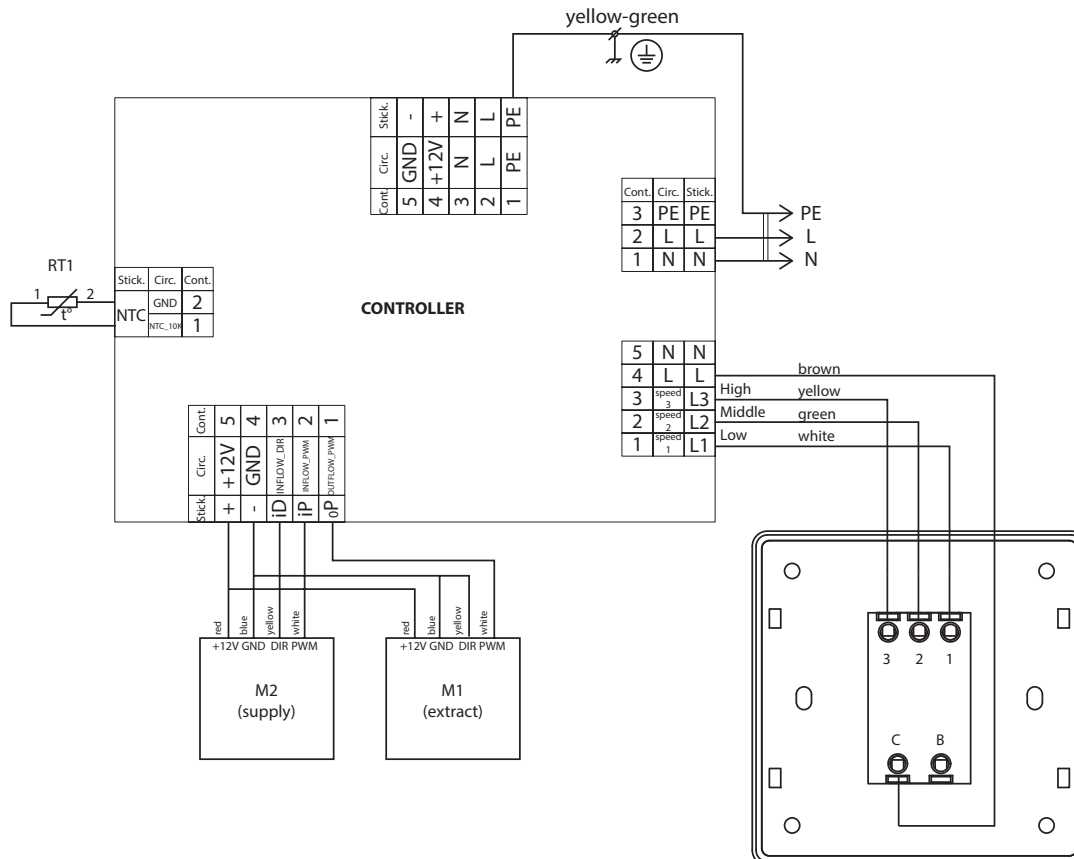 yellow-green
Stick. - + N N L PE
Circ. GND +12V N L PE
Cont. 5 4 3 2 1
Cont. Circ. Stick.
3 PE PE
2 L L
1 N N
PE
L
N
RT1
1 2
t°
Stick. Circ. Cont.
NTC GND 2
NTC_10K 1
CONTROLLER
5 N N
4 L L
3 speed 3 L3
2 speed 2 L2
1 speed 1 L1
brown
High yellow
Middle green
Low white
Cont. 5 4 3 2 1
Circ. +12V GND INFLOW_DIR INFLOW_PWM OUTFLOW_PWM
Stick. + - iD iP 0P
red blue yellow white
+12V GND DIR PWM
M2
(supply)
red blue yellow white
+12V GND DIR PWM
M1
(extract)
3 2 1
C B